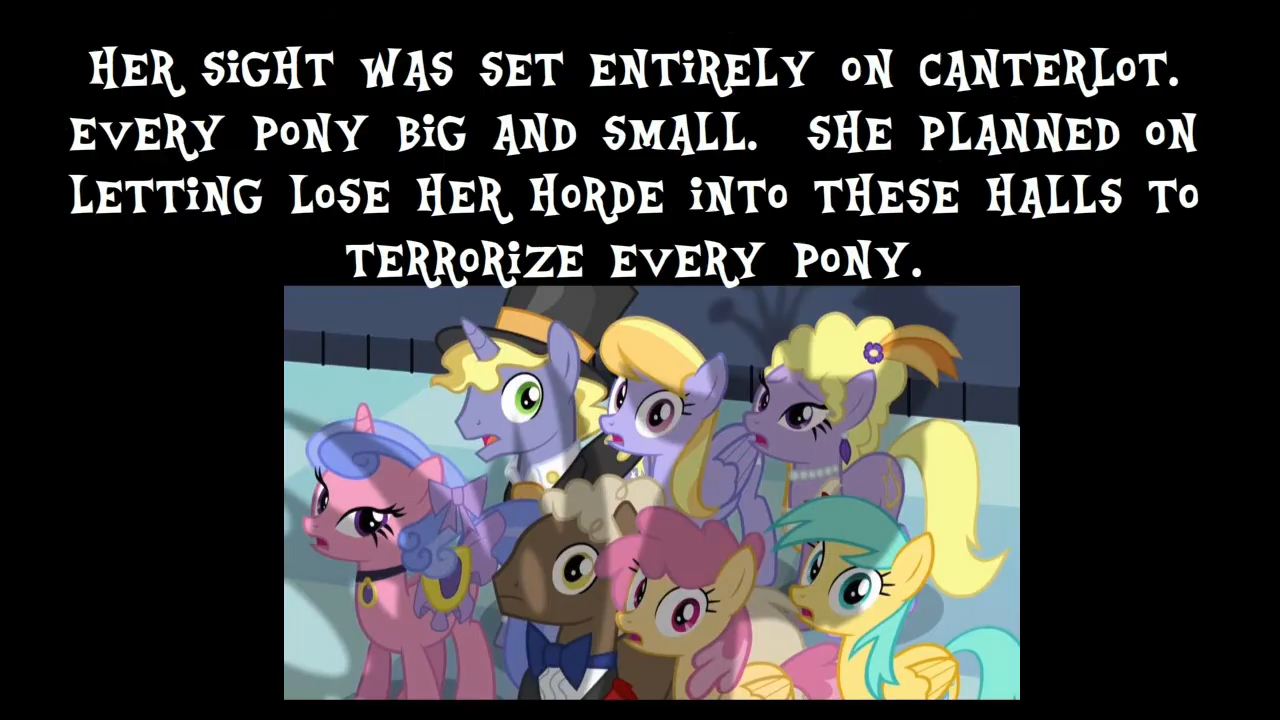 HER SiGHT WAS SET ENTiRELY ON CANTERLOT.
EVERY PONY BiG AND SMALL. SHE PLANNED ON
LETTiNG LOSE HER HORDE iNTO THESE HALLS TO
TERRORiZE EVERY PONY.